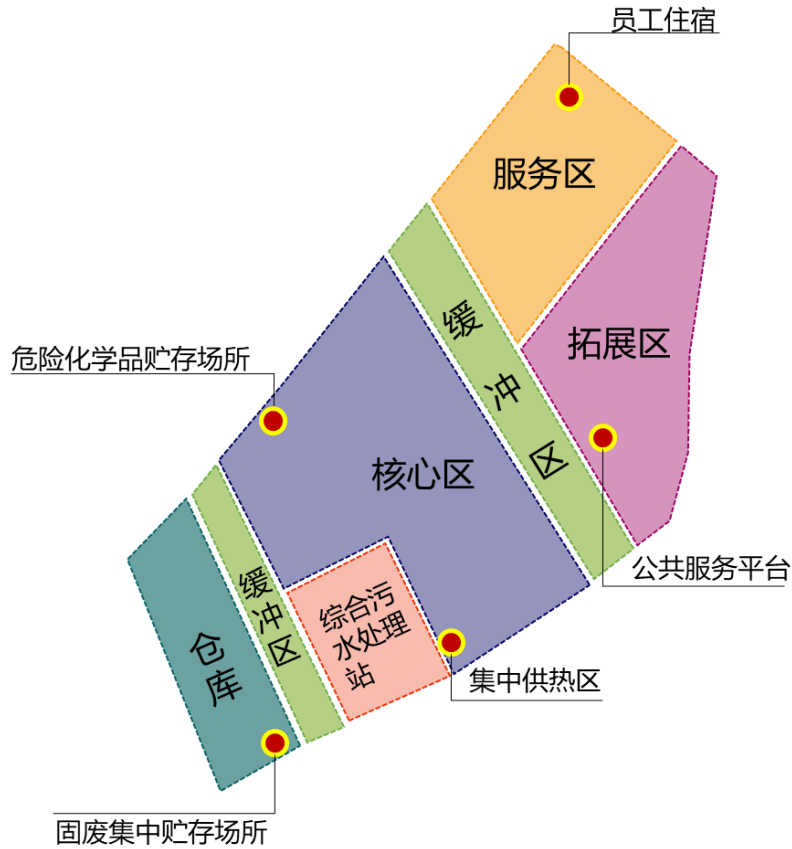 员工住宿
服务区
拓展区
缓冲区
危险化学品贮存场所
核心区
公共服务平台
缓冲区
综合污
水处理
站
仓库
集中供热区
固废集中贮存场所